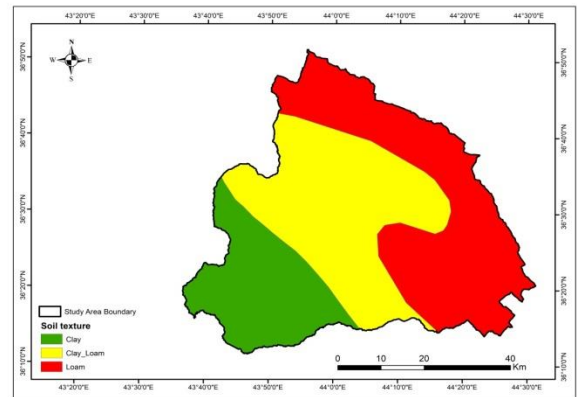 43°20'0"E 43°30'0"E 43°40'0"E 43°50'0"E 44°0'0"E 44°10'0"E 44°20'0"E 44°30'0"E
36°50'0"N 36°50'0"N
N
W E
S
36°40'0"N 36°40'0"N
36°30'0"N 36°30'0"N
36°20'0"N 36°20'0"N
Study Area Boundary
Soil texture
Clay
Clay_Loam
Loam
0 10 20 40
Km
36°10'0"N 36°10'0"N
43°20'0"E 43°30'0"E 43°40'0"E 43°50'0"E 44°0'0"E 44°10'0"E 44°20'0"E 44°30'0"E